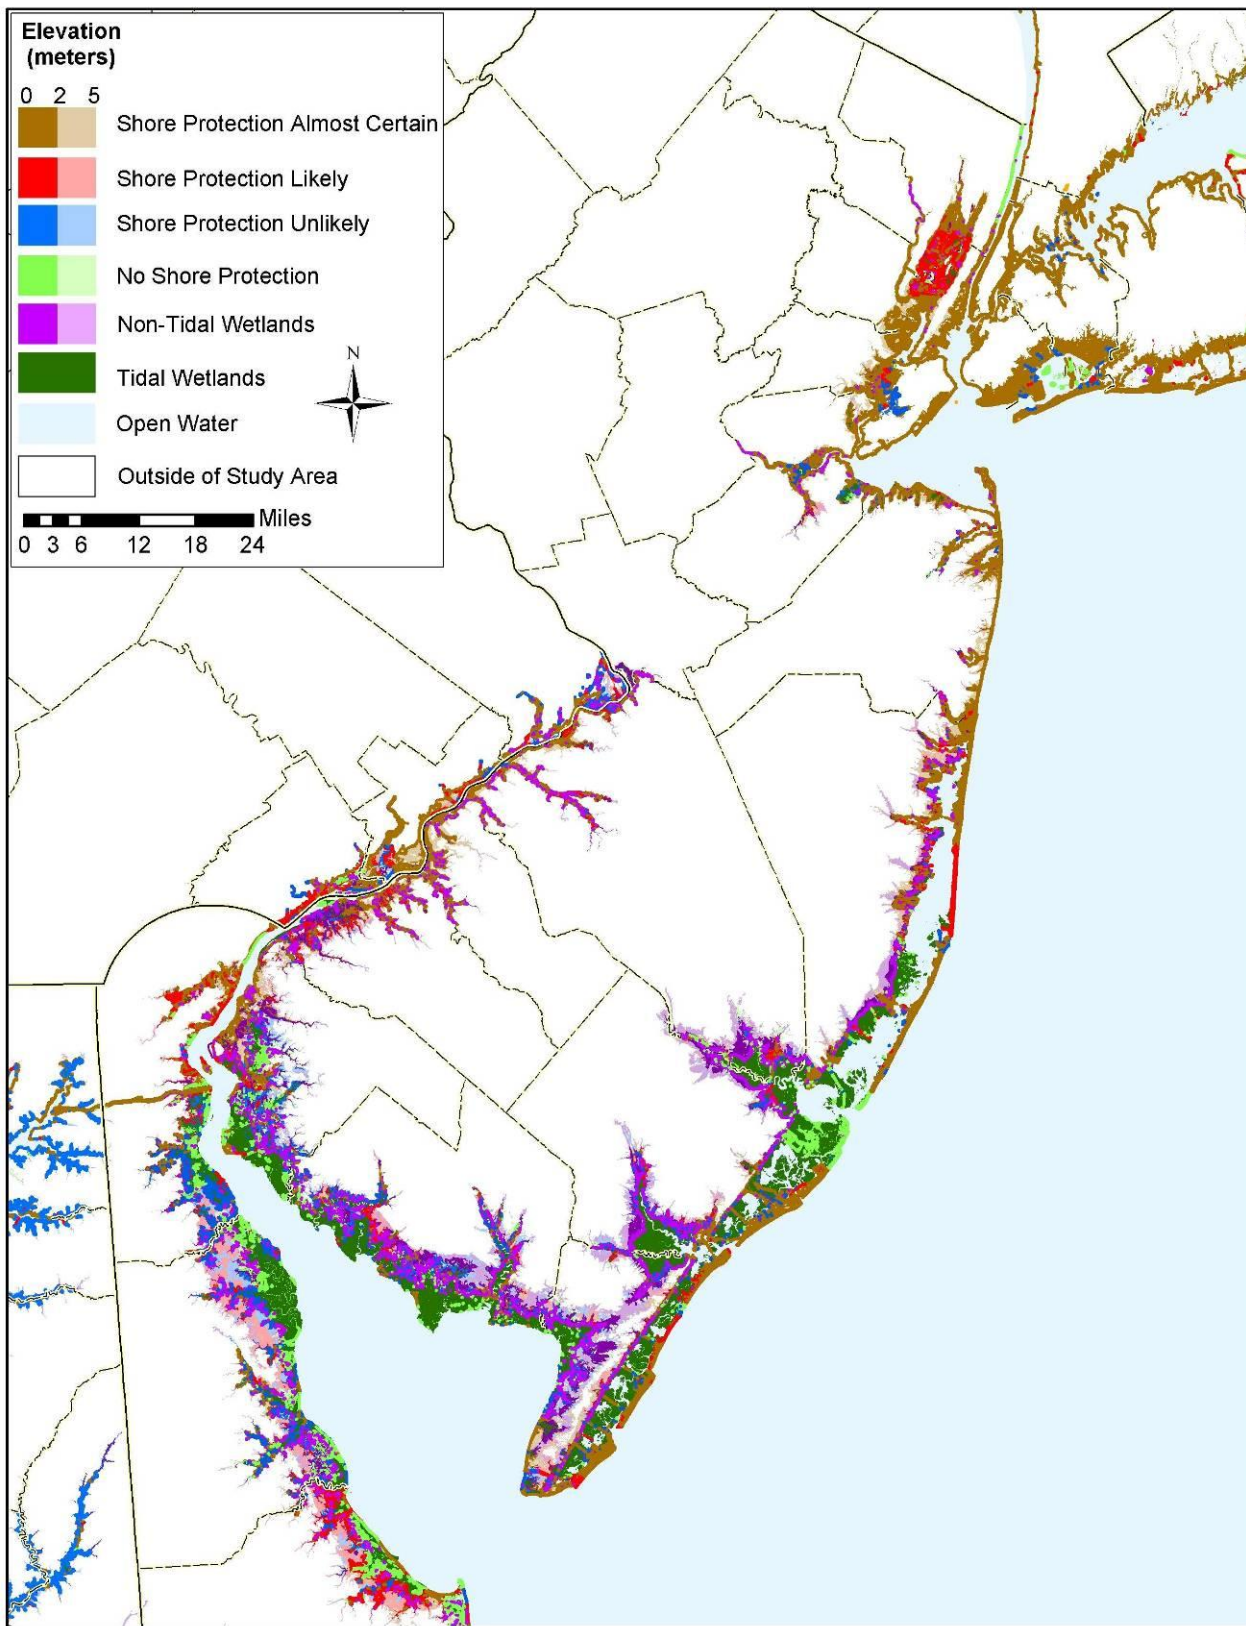 Elevation
(meters)
0 2 5
Shore Protection Almost Certain
Shore Protection Likely
Shore Protection Unlikely
No Shore Protection
Non-Tidal Wetlands
N
Tidal Wetlands
Open Water
Outside of Study Area
Miles
0 3 6 12 18 24